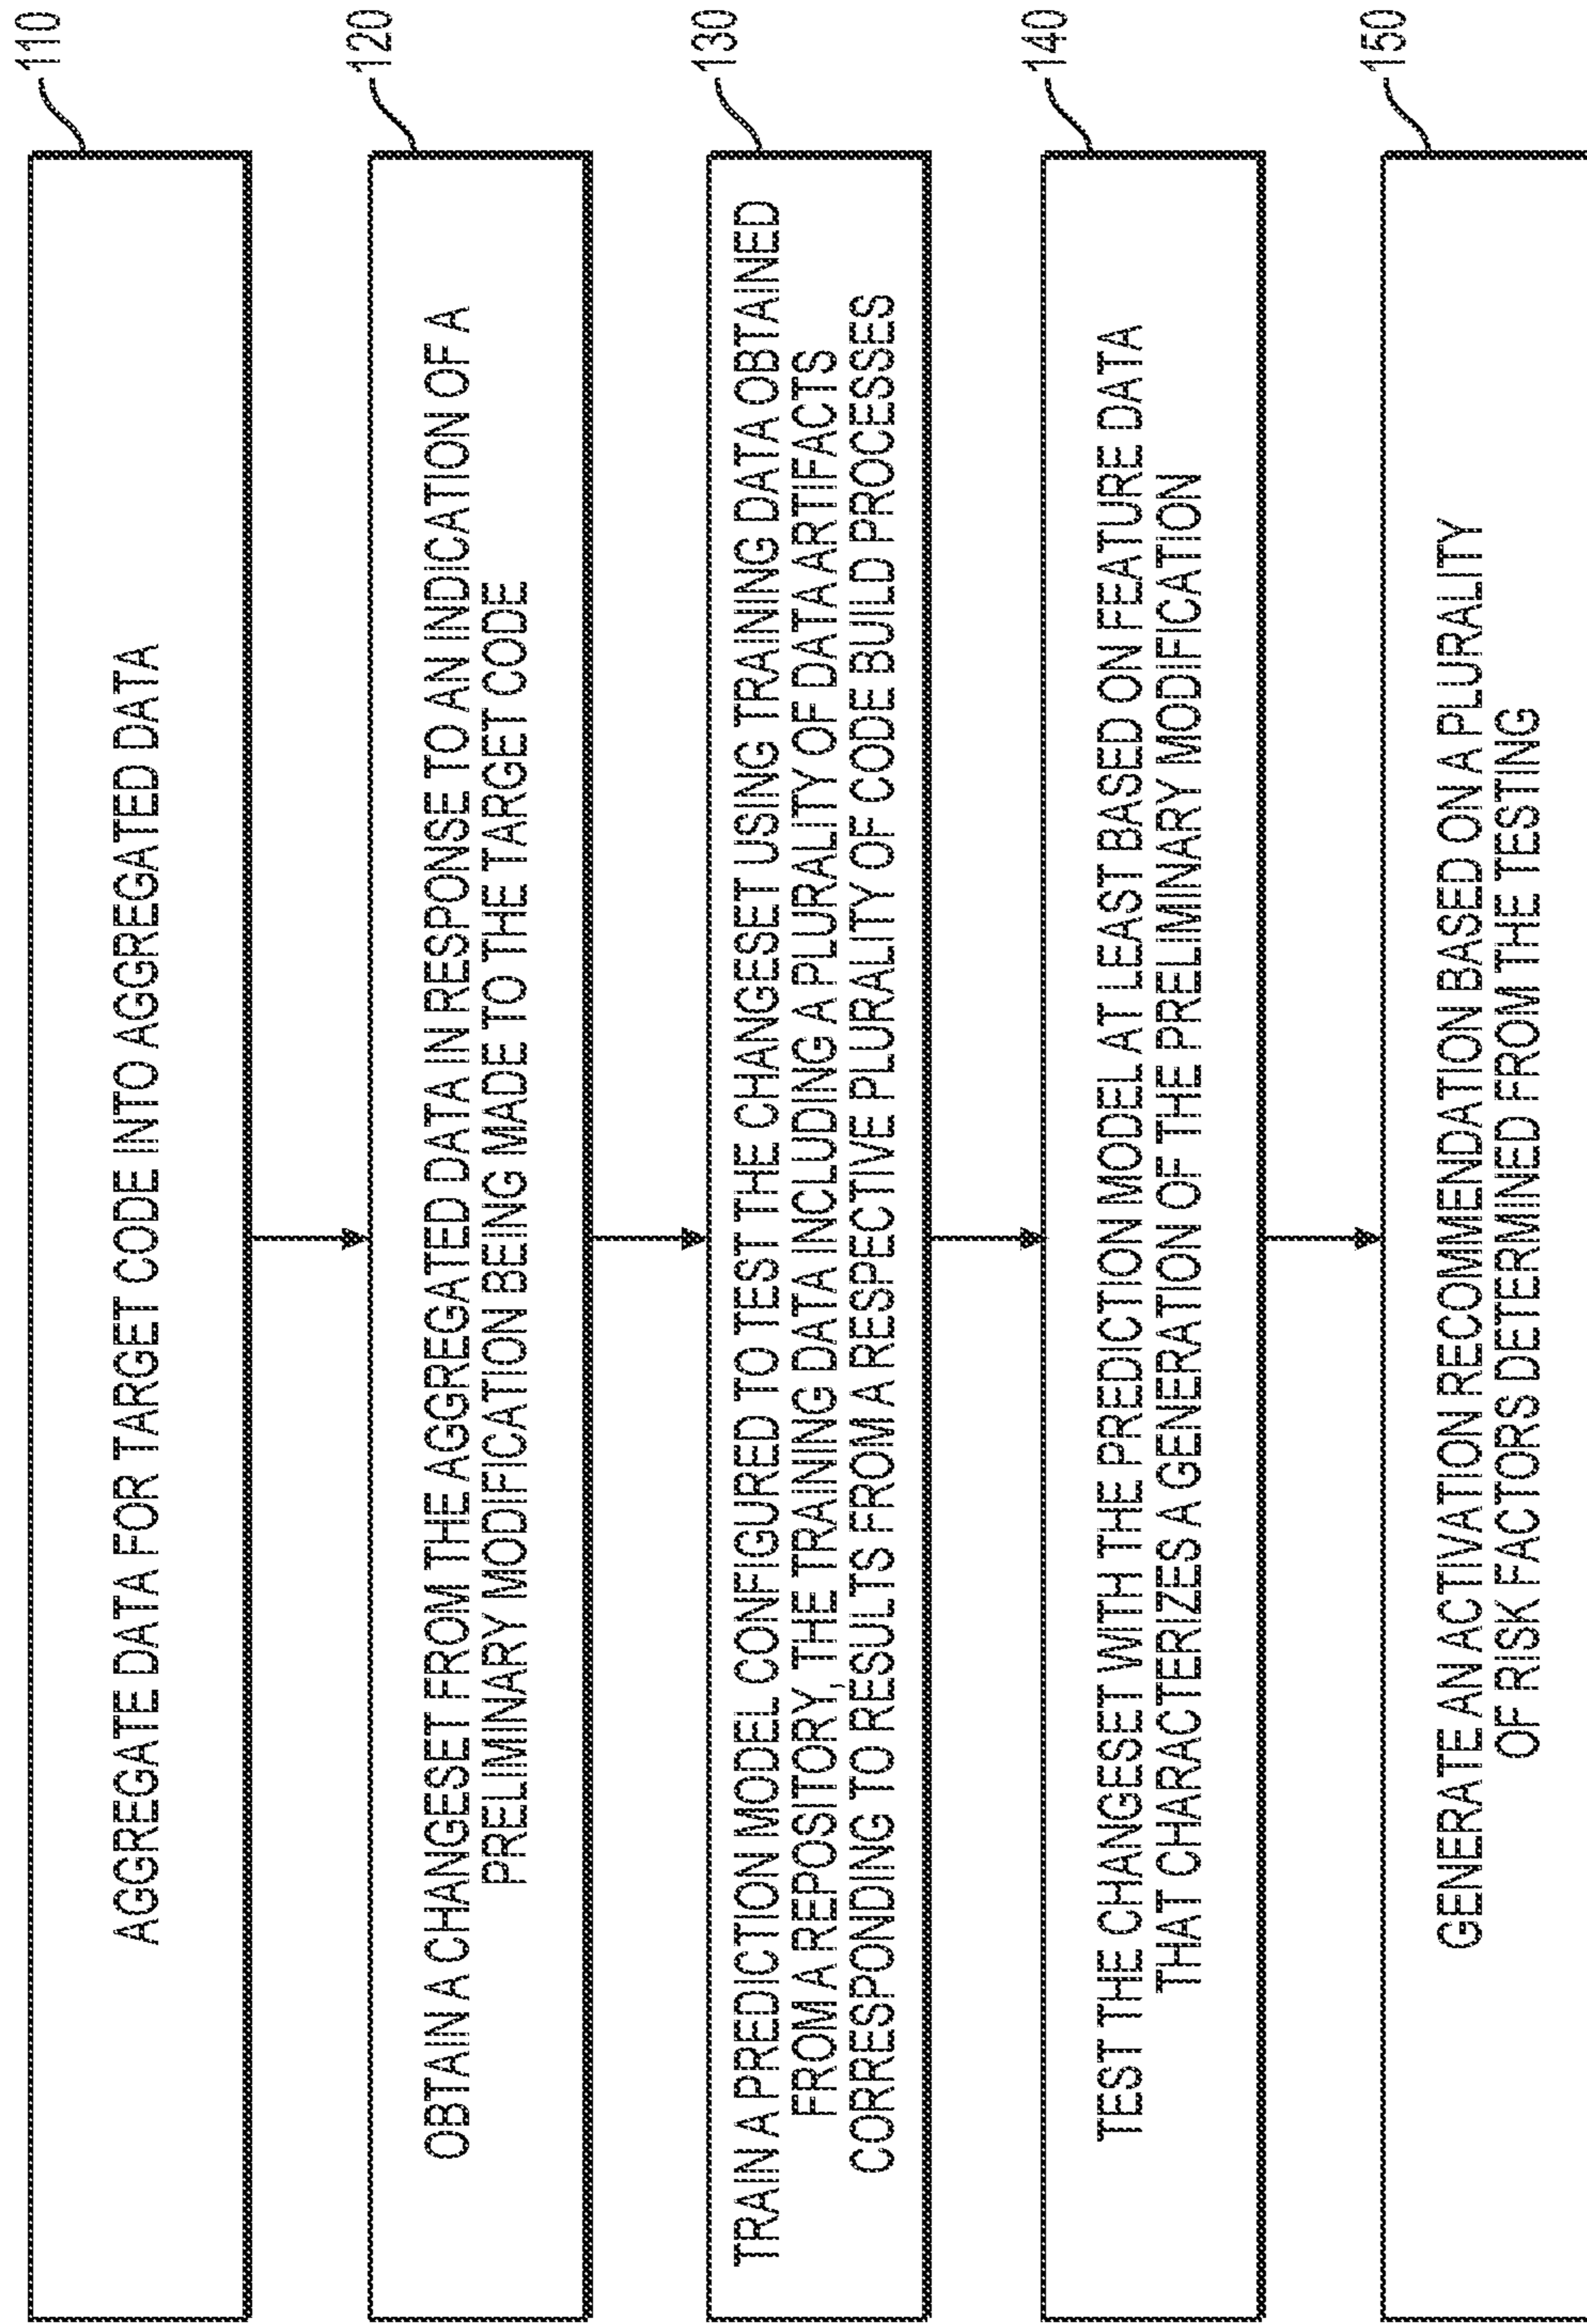 110
AGGREGATE DATA FOR TARGET CODE INTO AGGREGATED DATA
120
OBTAIN A CHANGESET FROM THE AGGREGATED DATA IN RESPONSE TO AN INDICATION OF A
PRELIMINARY MODIFICATION BEING MADE TO THE TARGET CODE
130
TRAIN A PREDICTION MODEL CONFIGURED TO TEST THE CHANGESET USING TRAINING DATA OBTAINED
FROM A REPOSITORY, THE TRAINING DATA INCLUDING A PLURALITY OF DATA ARTIFACTS
CORRESPONDING TO RESULTS FROM A RESPECTIVE PLURALITY OF CODE BUILD PROCESSES
140
TEST THE CHANGESET WITH THE PREDICTION MODEL AT LEAST BASED ON FEATURE DATA
THAT CHARACTERIZES A GENERATION OF THE PRELIMINARY MODIFICATION
150
GENERATE AN ACTIVATION RECOMMENDATION BASED ON A PLURALITY
OF RISK FACTORS DETERMINED FROM THE TESTING